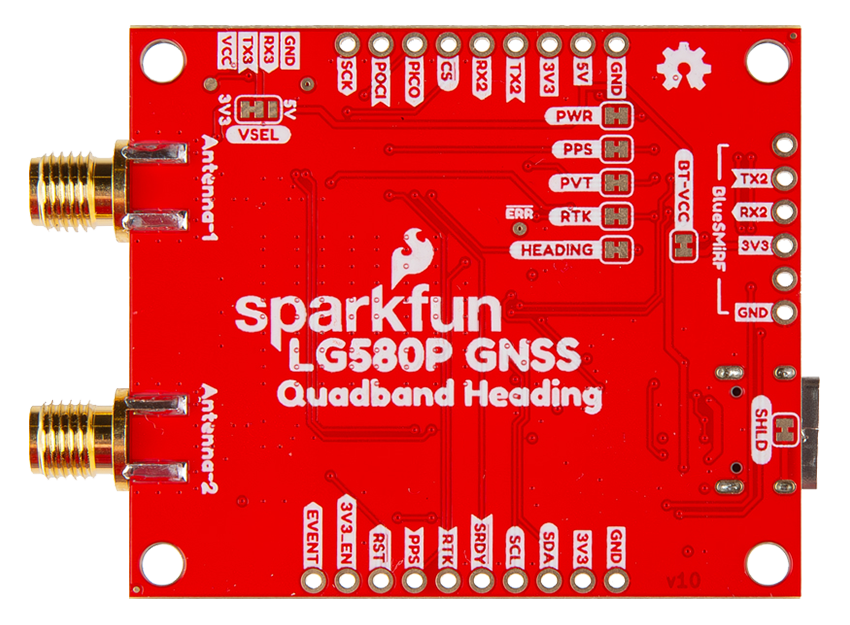 GND
RX3
TX3
VCC
SCK
POCI
PICO
CS
RX2
TX2
3V3
5V
GND
3V3
5V
VSEL
PWR
PPS
PVT
ERR
RTK
HEADING
BT-VCC
BlueSMiRF
TX2
RX2
3V3
GND
Antenna-1
sparkfun
LG580P GNSS
Quadband Heading
Antenna-2
SHLD
EVENT
3V3_EN
RST
PPS
RTK
SRDY
SCL
SDA
3V3
GND
v10